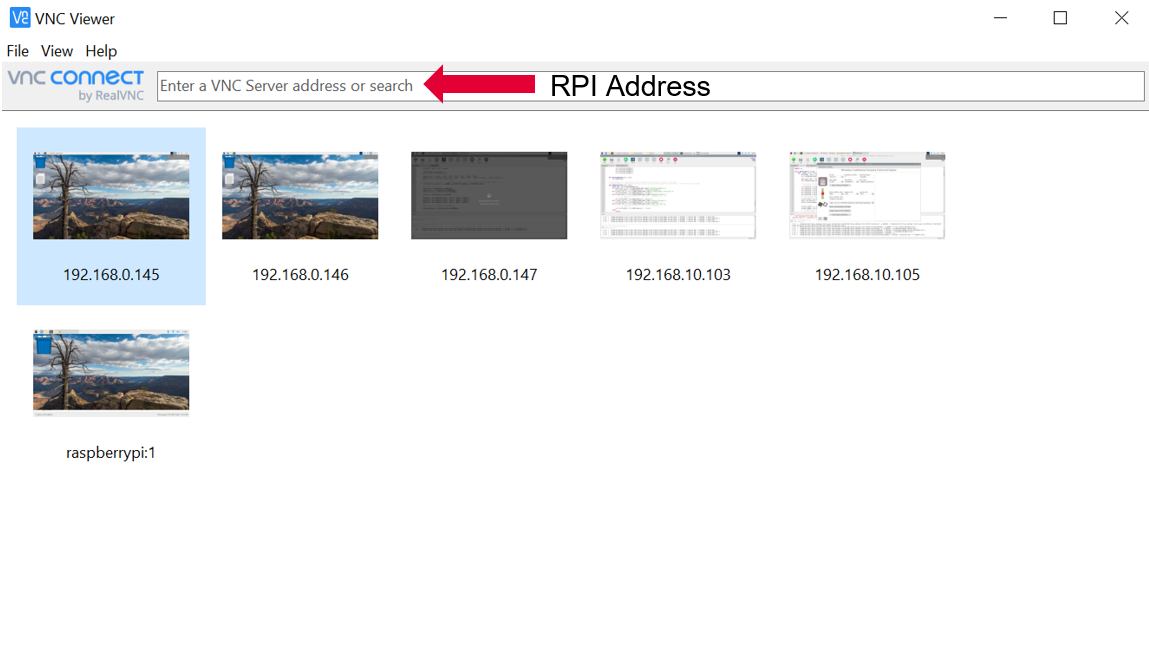 VNC Viewer
File View Help
vnc connect
by RealVNC
Enter a VNC Server address or search
RPI Address
192.168.0.145
192.168.0.146
192.168.0.147
192.168.10.103
192.168.10.105
raspberrypi:1